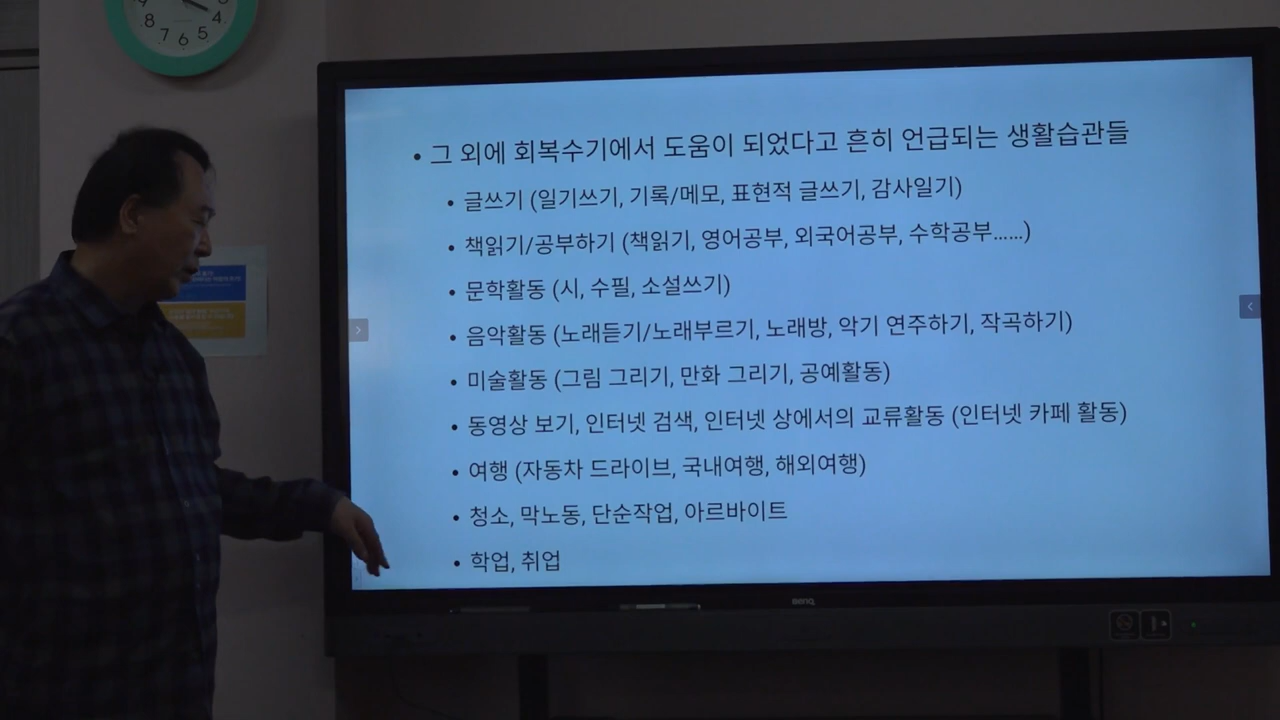 8 7 6 5 4
• 그 외에 회복수기에서 도움이 되었다고 흔히 언급되는 생활습관들
• 글쓰기 (일기쓰기, 기록/메모, 표현적 글쓰기, 감사일기)
• 책읽기/공부하기 (책읽기, 영어공부, 외국어공부, 수학공부......)
• 문학활동 (시, 수필, 소설쓰기)
• 음악활동 (노래듣기/노래부르기, 노래방, 악기 연주하기, 작곡하기)
• 미술활동 (그림 그리기, 만화 그리기, 공예활동)
• 동영상 보기, 인터넷 검색, 인터넷 상에서의 교류활동 (인터넷 카페 활동)
• 여행 (자동차 드라이브, 국내여행, 해외여행)
• 청소, 막노동, 단순작업, 아르바이트
• 학업, 취업
BenQ